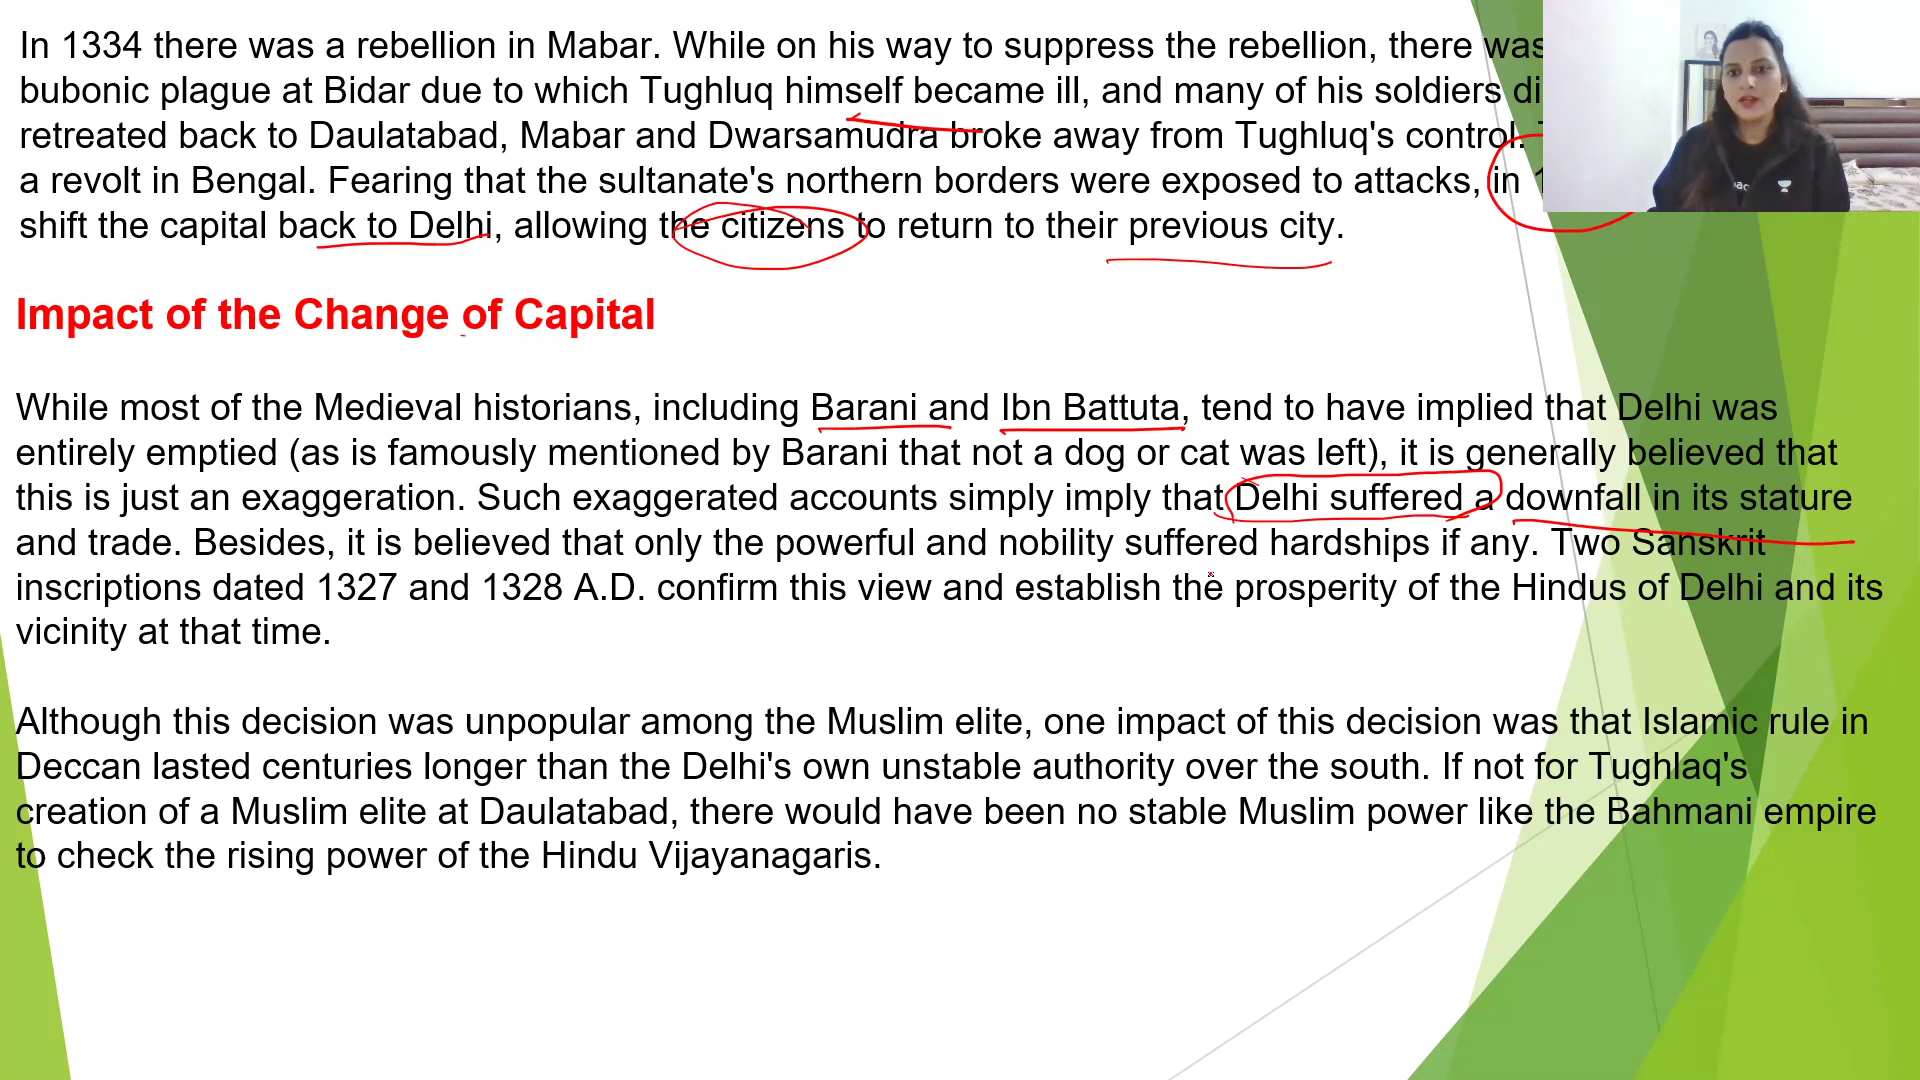 In 1334 there was a rebellion in Mabar. While on his way to suppress the rebellion, there was
bubonic plague at Bidar due to which Tughluq himself became ill, and many of his soldiers
retreated back to Daulatabad, Mabar and Dwarsamudra broke away from Tughluq's control.
a revolt in Bengal. Fearing that the sultanate's northern borders were exposed to attacks, in
shift the capital back to Delhi, allowing the citizens to return to their previous city.
Impact of the Change of Capital
While most of the Medieval historians, including Barani and Ibn Battuta, tend to have implied that Delhi was
entirely emptied (as is famously mentioned by Barani that not a dog or cat was left), it is generally believed that
this is just an exaggeration. Such exaggerated accounts simply imply that Delhi suffered a downfall in its stature
and trade. Besides, it is believed that only the powerful and nobility suffered hardships if any. Two Sanskrit
inscriptions dated 1327 and 1328 A.D. confirm this view and establish the prosperity of the Hindus of Delhi and its
vicinity at that time.
Although this decision was unpopular among the Muslim elite, one impact of this decision was that Islamic rule in
Deccan lasted centuries longer than the Delhi's own unstable authority over the south. If not for Tughlaq's
creation of a Muslim elite at Daulatabad, there would have been no stable Muslim power like the Bahmani empire
to check the rising power of the Hindu Vijayanagaris.